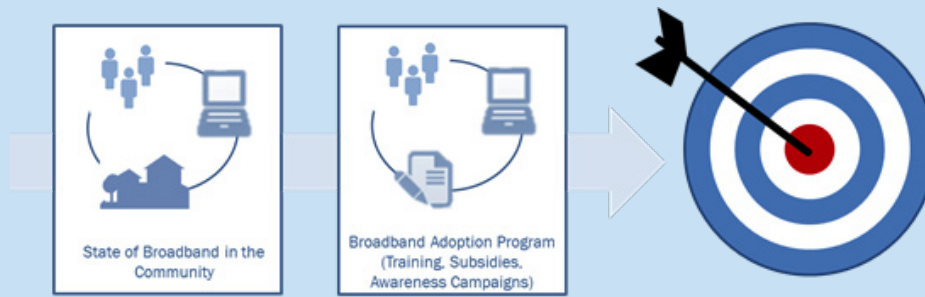 State of Broadband in the
Community
Broadband Adoption Program
(Training, Subsidies,
Awareness Campaigns)